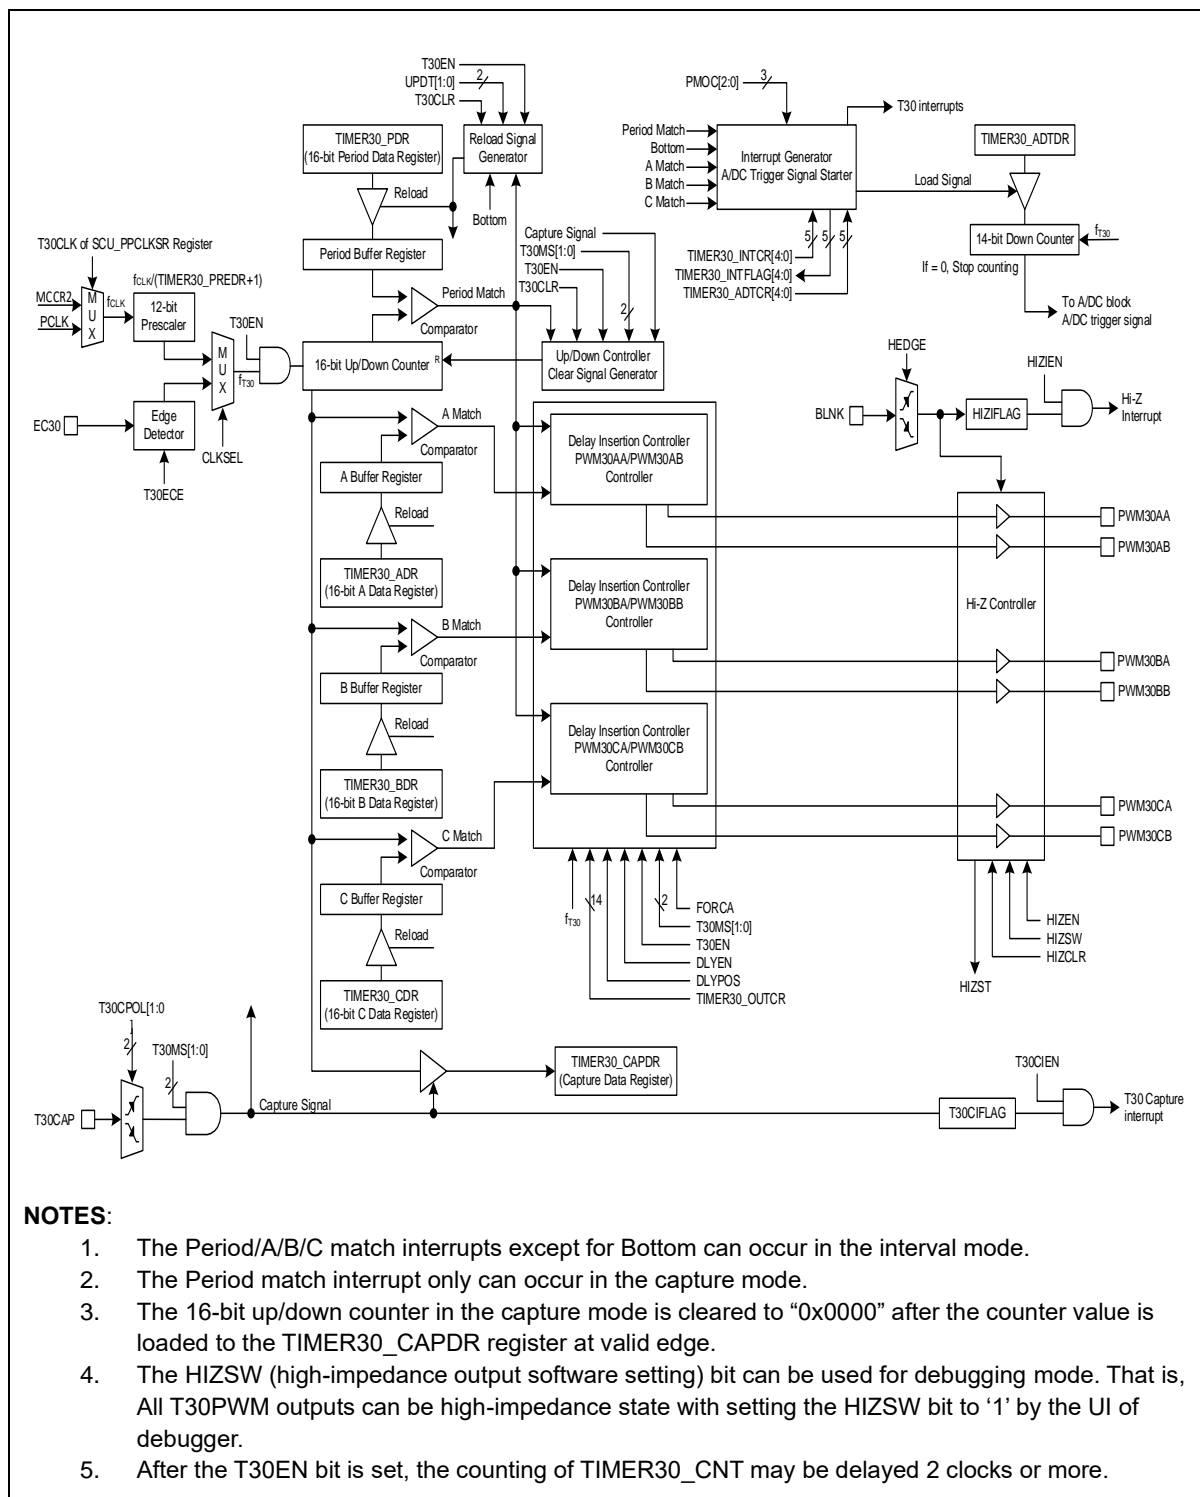 T30EN
UPDT[1:0]
2
T30CLR
TIMER30_PDR
(16-bit Period Data Register)
Reload Signal
Generator
Reload
Bottom
Period Buffer Register
PMOC[2:0]
3
T30 interrupts
Period Match
Bottom
A Match
B Match
C Match
Interrupt Generator
A/DC Trigger Signal Starter
TIMER30_ADTDR
Load Signal
14-bit Down Counter
fT30
If = 0, Stop counting
To A/DC block
A/DC trigger signal
5
5
5
TIMER30_INTCR[4:0]
TIMER30_INTFLAG[4:0]
TIMER30_ADTCR[4:0]
Capture Signal
T30MS[1:0]
T30EN
T30CLR
2
T30CLK of SCU_PPCLKSR Register
fCLK/(TIMER30_PREDR+1)
MCCR2
PCLK
M
U
X
fCLK
12-bit
Prescaler
Period Match
Comparator
T30EN
M
U
X
fT30
16-bit Up/Down Counter
R
Up/Down Controller
Clear Signal Generator
EC30
Edge
Detector
CLKSEL
T30ECE
HEDGE
BLNK
HIZIEN
HIZIFLAG
Hi-Z
Interrupt
A Match
Comparator
A Buffer Register
Reload
TIMER30_ADR
(16-bit A Data Register)
Delay Insertion Controller
PWM30AA/PWM30AB
Controller
PWM30AA
PWM30AB
B Match
Comparator
B Buffer Register
Reload
TIMER30_BDR
(16-bit B Data Register)
Delay Insertion Controller
PWM30BA/PWM30BB
Controller
Hi-Z Controller
PWM30BA
PWM30BB
C Match
Comparator
C Buffer Register
Reload
TIMER30_CDR
(16-bit C Data Register)
Delay Insertion Controller
PWM30CA/PWM30CB
Controller
PWM30CA
PWM30CB
fT30
14
2
FORCA
T30MS[1:0]
T30EN
DLYEN
DLYPOS
TIMER30_OUTCR
HIZEN
HIZSW
HIZCLR
HIZST
T30CPOL[1:0
]
2
T30MS[1:0]
2
T30CAP
Capture Signal
TIMER30_CAPDR
(Capture Data Register)
T30CIEN
T30CIFLAG
T30 Capture
interrupt
NOTES:
1. The Period/A/B/C match interrupts except for Bottom can occur in the interval mode.
2. The Period match interrupt only can occur in the capture mode.
3. The 16-bit up/down counter in the capture mode is cleared to “0x0000” after the counter value is
loaded to the TIMER30_CAPDR register at valid edge.
4. The HIZSW (high-impedance output software setting) bit can be used for debugging mode. That is,
All T30PWM outputs can be high-impedance state with setting the HIZSW bit to ‘1’ by the UI of
debugger.
5. After the T30EN bit is set, the counting of TIMER30_CNT may be delayed 2 clocks or more.